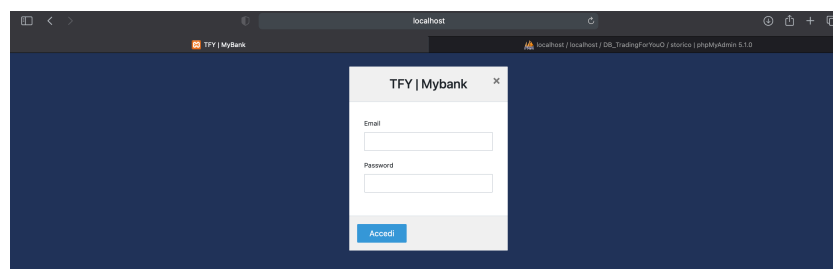 localhost
TFY | MyBank
localhost / localhost / DB_TradingForYouO / storico | phpMyAdmin 5.1.0
TFY | Mybank ×
Email
Password
Accedi